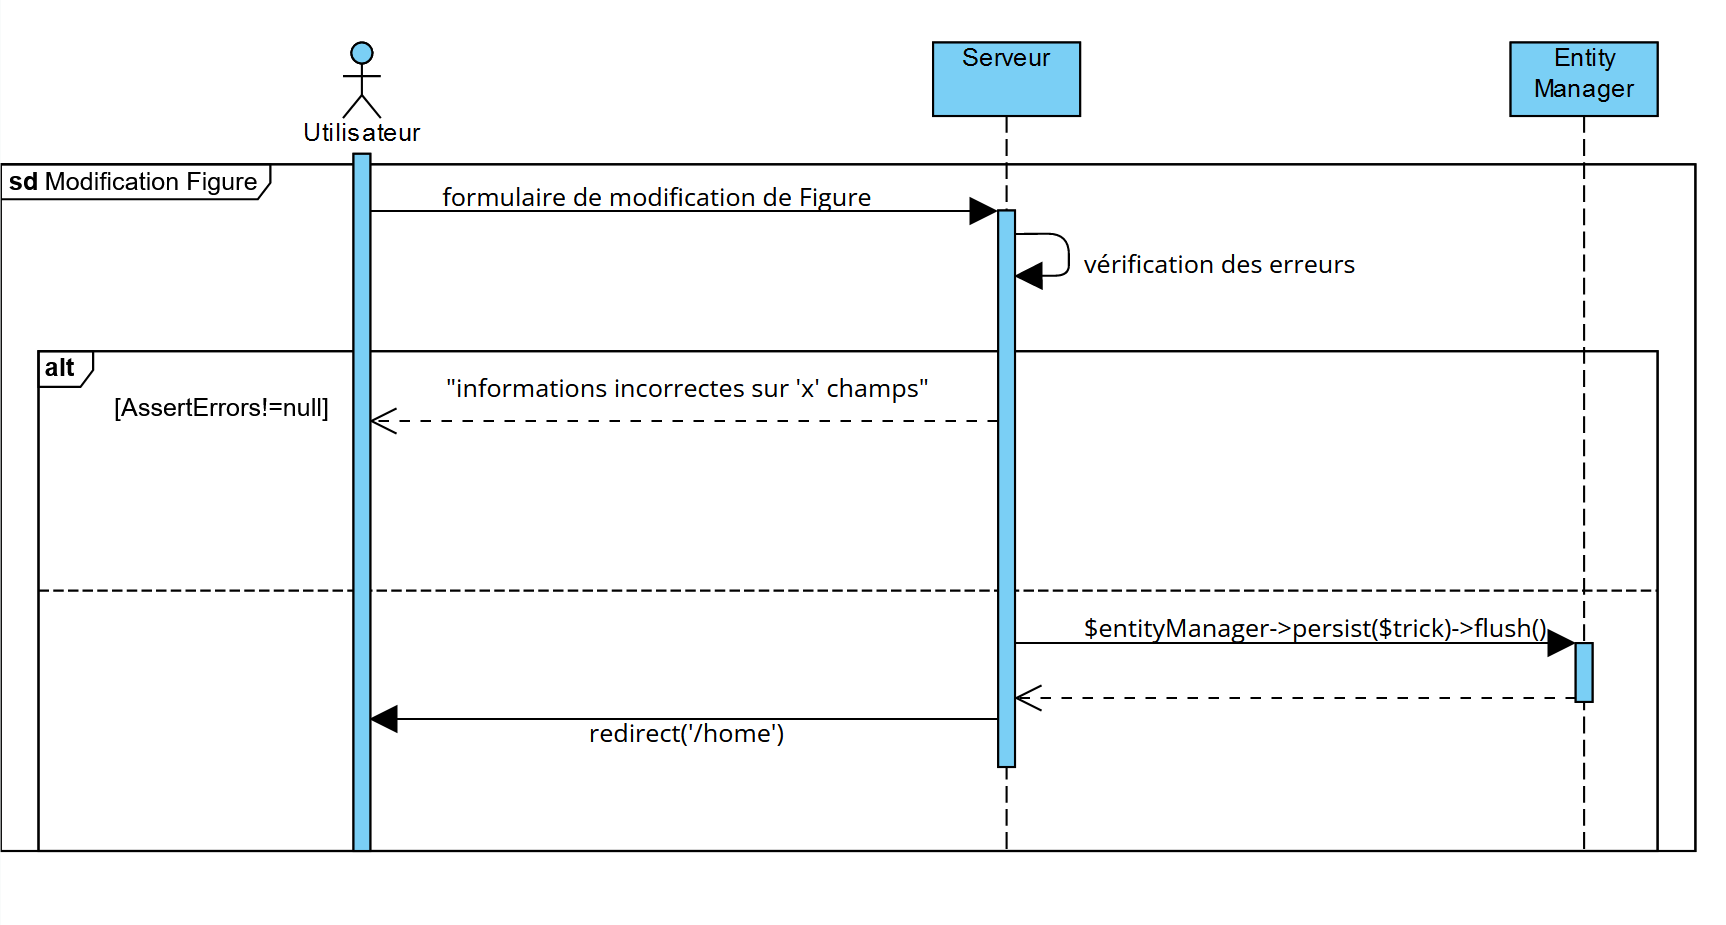 Utilisateur
Serveur
Entity
Manager
sd Modification Figure
formulaire de modification de Figure
vérification des erreurs
alt
[AssertErrors!=null]
"informations incorrectes sur 'x' champs"
$entityManager->persist($trick)->flush()
redirect('/home')